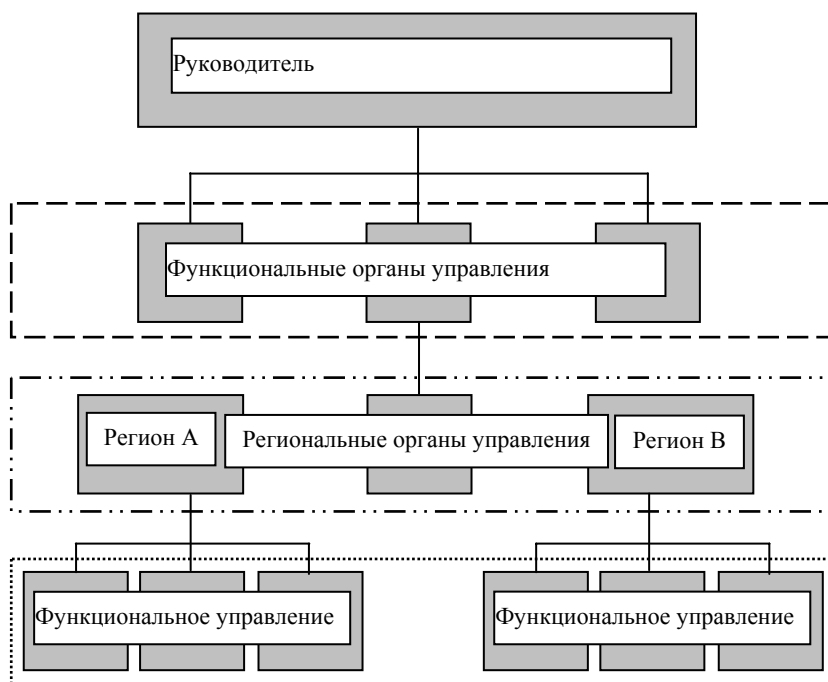 Руководитель
Функциональные органы управления
Регион А
Региональные органы управления
Регион В
Функциональное управление
Функциональное управление